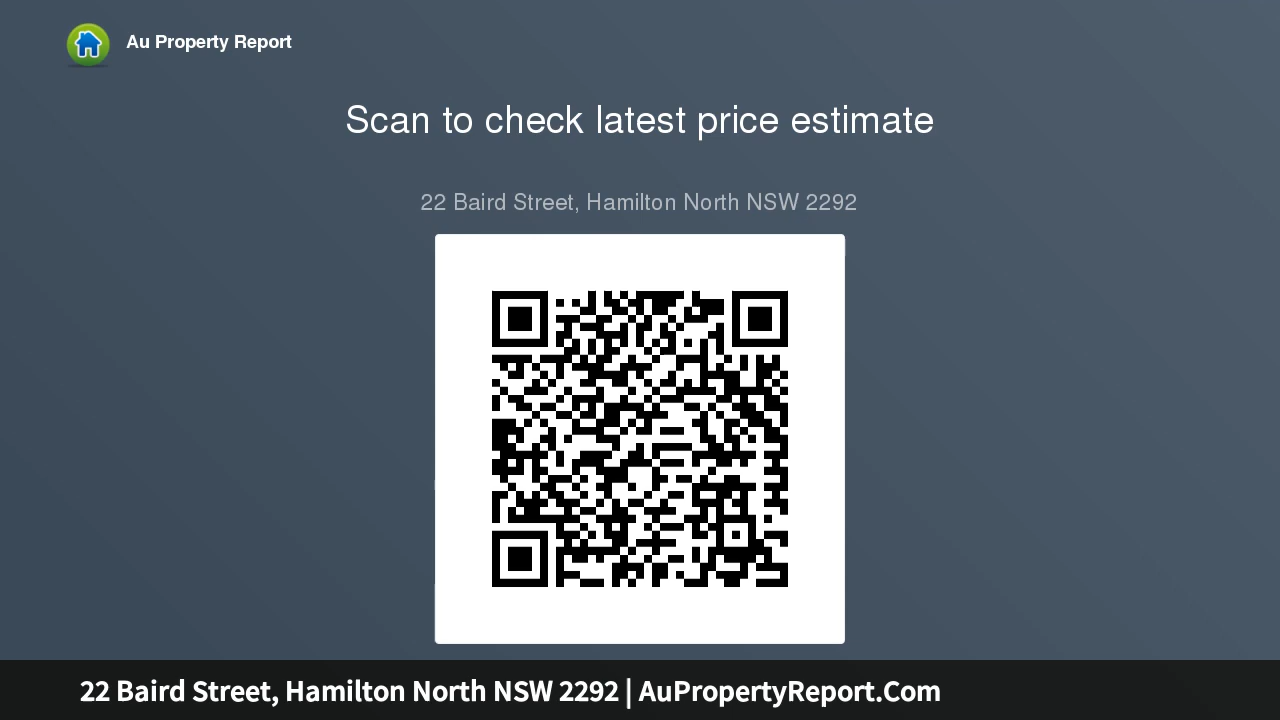 Au Property Report
Scan to check latest price estimate
22 Baird Street, Hamilton North NSW 2292
22 Baird Street, Hamilton North NSW 2292 | AuPropertyReport.Com